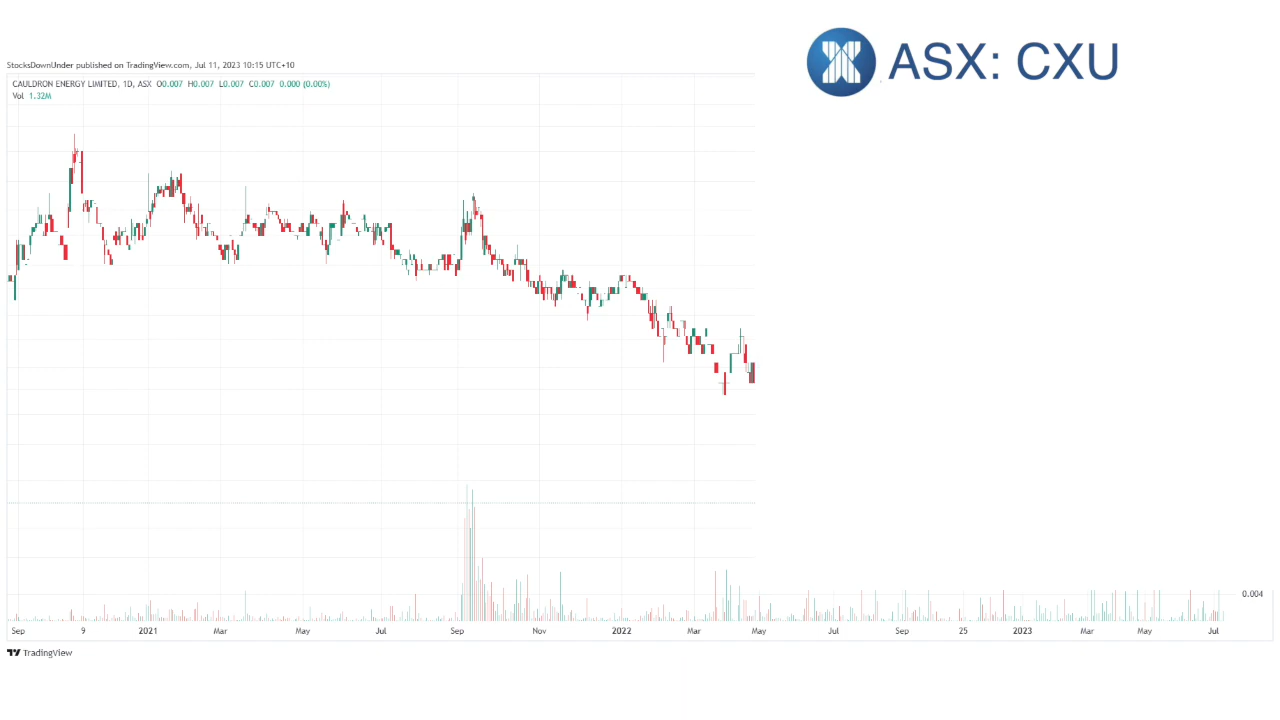 ASX: CXU
StocksDownUnder published on TradingView.com, Jul 11, 2023 10:15 UTC+10
CAULDRON ENERGY LIMITED, 1D, ASX O0.007 H0.007 L0.007 C0.007 0.000 (0.00%)
Vol 1.32M
0.004
Sep 9 2021 Mar May Jul Sep Nov 2022 Mar May Jul Sep 25 2023 Mar May Jul
TradingView